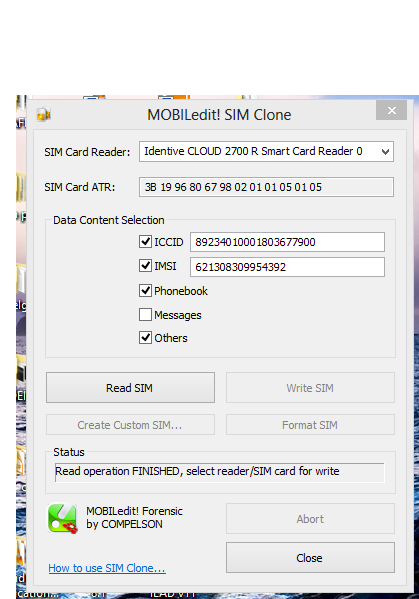 MOBILedit! SIM Clone
SIM Card Reader: Identive CLOUD 2700 R Smart Card Reader 0
SIM Card ATR: 3B 19 96 80 67 98 02 01 01 05 01 05
Data Content Selection
ICCID 89234010001803677900
IMSI 621308309954392
Phonebook
Messages
Others
Read SIM Write SIM
Create Custom SIM... Format SIM
Status
Read operation FINISHED, select reader/SIM card for write
MOBILedit! Forensic
by COMPELSON
Abort
How to use SIM Clone...
Close